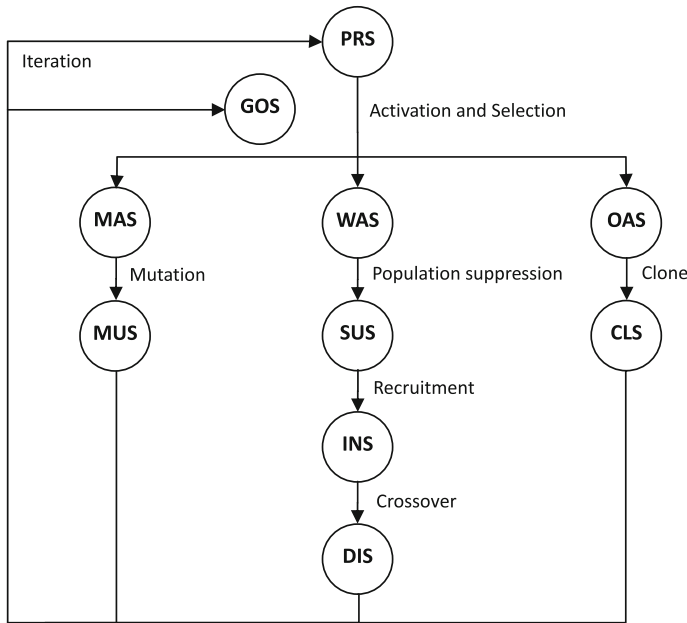 PRS
Iteration
GOS
Activation and Selection
MAS
WAS
OAS
Mutation
Population suppression
Clone
MUS
SUS
CLS
Recruitment
INS
Crossover
DIS